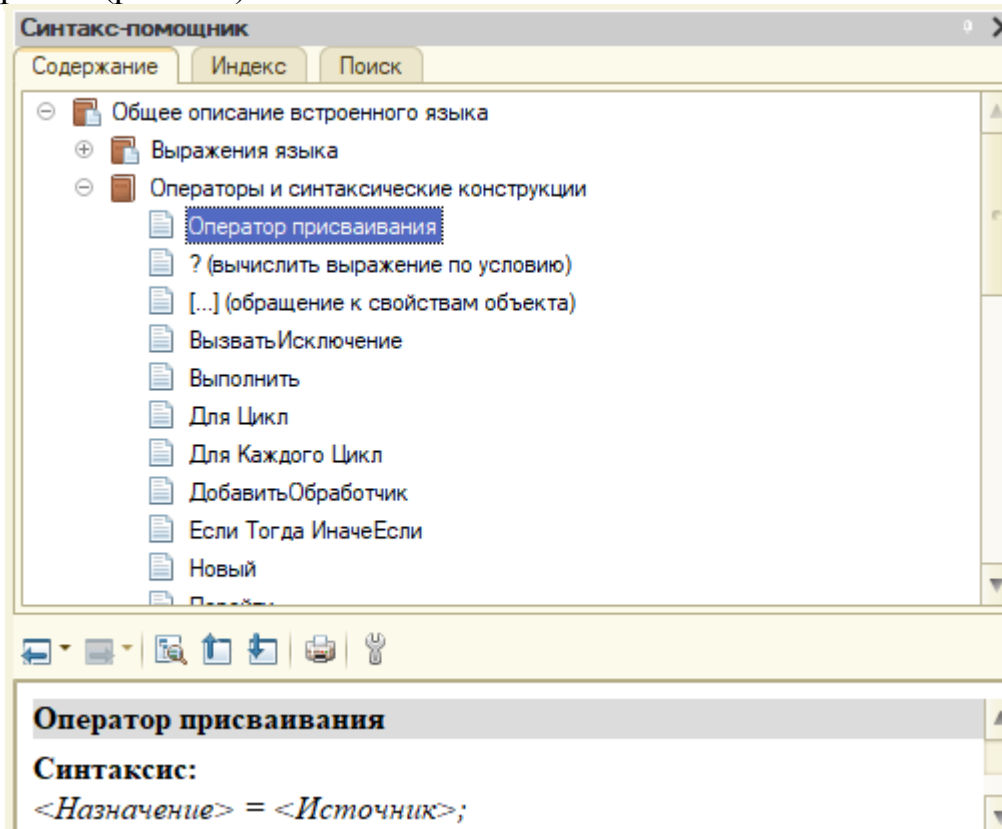 Синтакс-помощник
Содержание Индекс Поиск
Общее описание встроенного языка
Выражения языка
Операторы и синтаксические конструкции
Оператор присваивания
? (вычислить выражение по условию)
[...] (обращение к свойствам объекта)
ВызватьИсключение
Выполнить
Для Цикл
Для Каждого Цикл
ДобавитьОбработчик
Если Тогда ИначеЕсли
Новый
Оператор присваивания
Синтаксис:
<Назначение> = <Источник>;